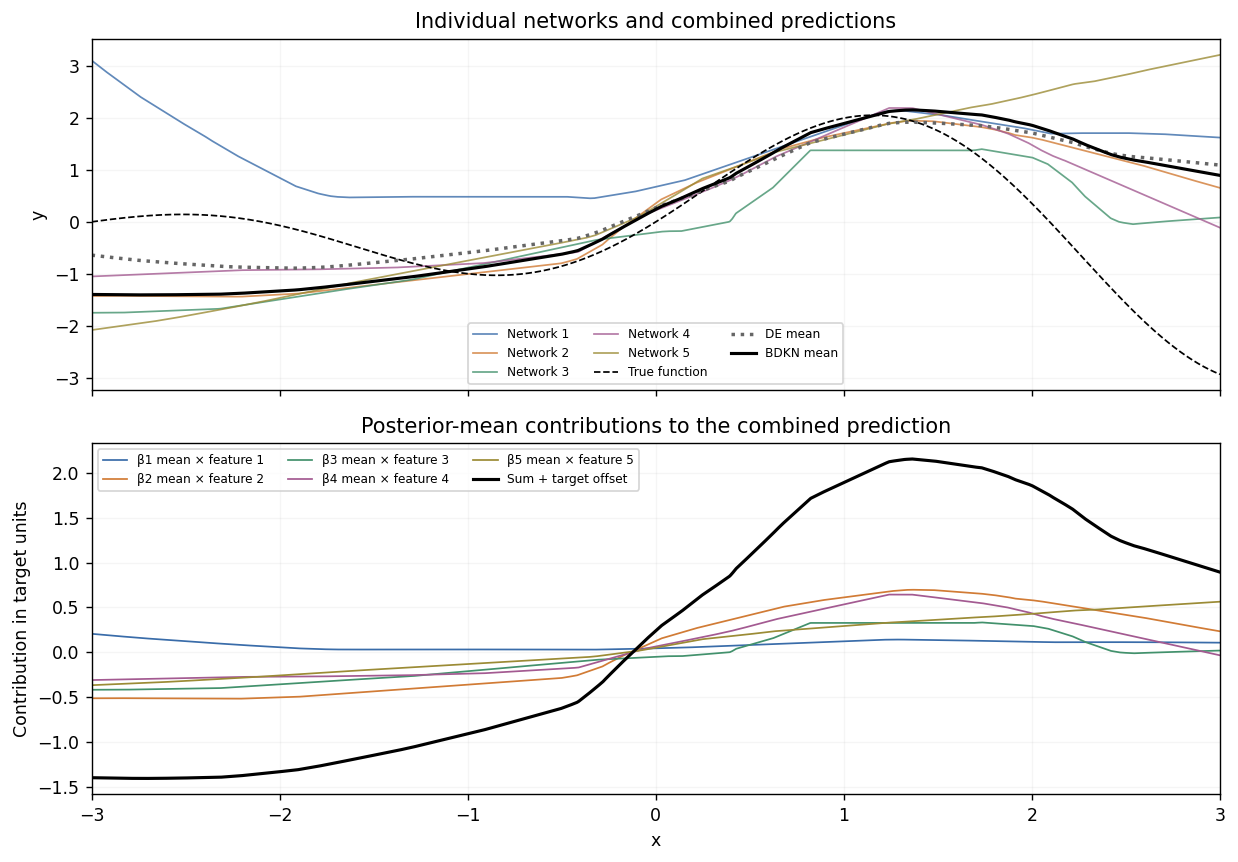 Individual networks and combined predictions
3
2
1
0
−1
−2
−3
y
Network 1
Network 2
Network 3
Network 4
Network 5
True function
DE mean
BDKN mean
Posterior-mean contributions to the combined prediction
2.0
1.5
1.0
0.5
0.0
−0.5
−1.0
−1.5
Contribution in target units
β1 mean × feature 1
β2 mean × feature 2
β3 mean × feature 3
β4 mean × feature 4
β5 mean × feature 5
Sum + target offset
−3 −2 −1 0 1 2 3
x